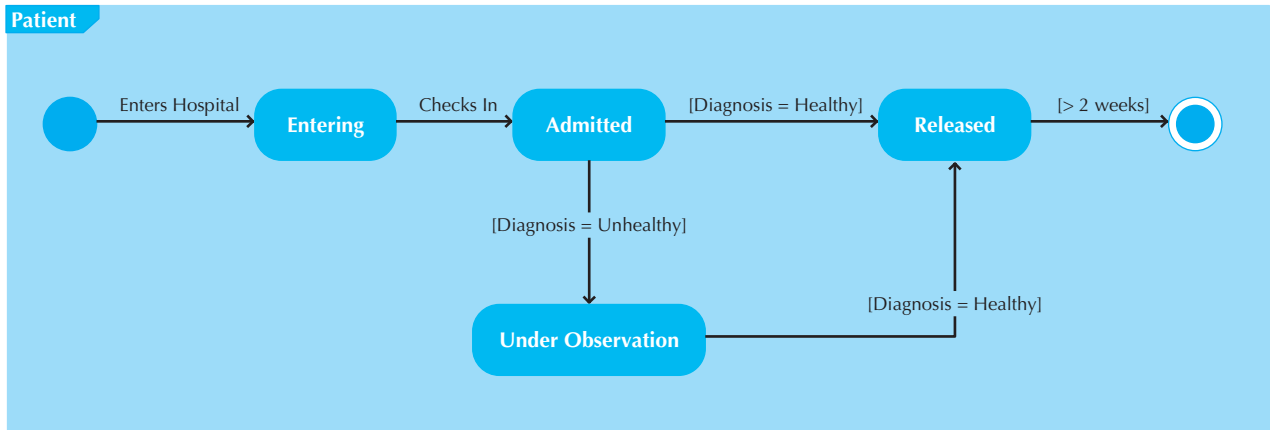 Patient
Enters Hospital
Entering
Checks In
Admitted
[Diagnosis = Healthy]
Released
[> 2 weeks]
[Diagnosis = Unhealthy]
[Diagnosis = Healthy]
Under Observation